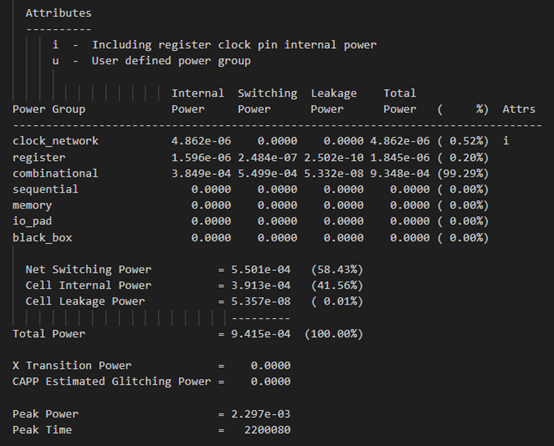 Attributes
----------
i  -  Including register clock pin internal power
u  -  User defined power group
Internal  Switching  Leakage    Total
Power Group              Power     Power      Power      Power   (     %)  Attrs
--------------------------------------------------------------------------------
clock_network           4.862e-06    0.0000    0.0000 4.862e-06 ( 0.52%)  i
register                1.596e-06 2.484e-07 2.502e-10 1.845e-06 ( 0.20%)
combinational           3.849e-04 5.499e-04 5.332e-08 9.348e-04 (99.29%)
sequential                 0.0000    0.0000    0.0000    0.0000 ( 0.00%)
memory                     0.0000    0.0000    0.0000    0.0000 ( 0.00%)
io_pad                     0.0000    0.0000    0.0000    0.0000 ( 0.00%)
black_box                  0.0000    0.0000    0.0000    0.0000 ( 0.00%)
Net Switching Power          = 5.501e-04   (58.43%)
Cell Internal Power          = 3.913e-04   (41.56%)
Cell Leakage Power           = 5.357e-08   ( 0.01%)
---------
Total Power                    = 9.415e-04  (100.00%)
X Transition Power             =    0.0000
CAPP Estimated Glitching Power =    0.0000
Peak Power                     = 2.297e-03
Peak Time                      =   2200080